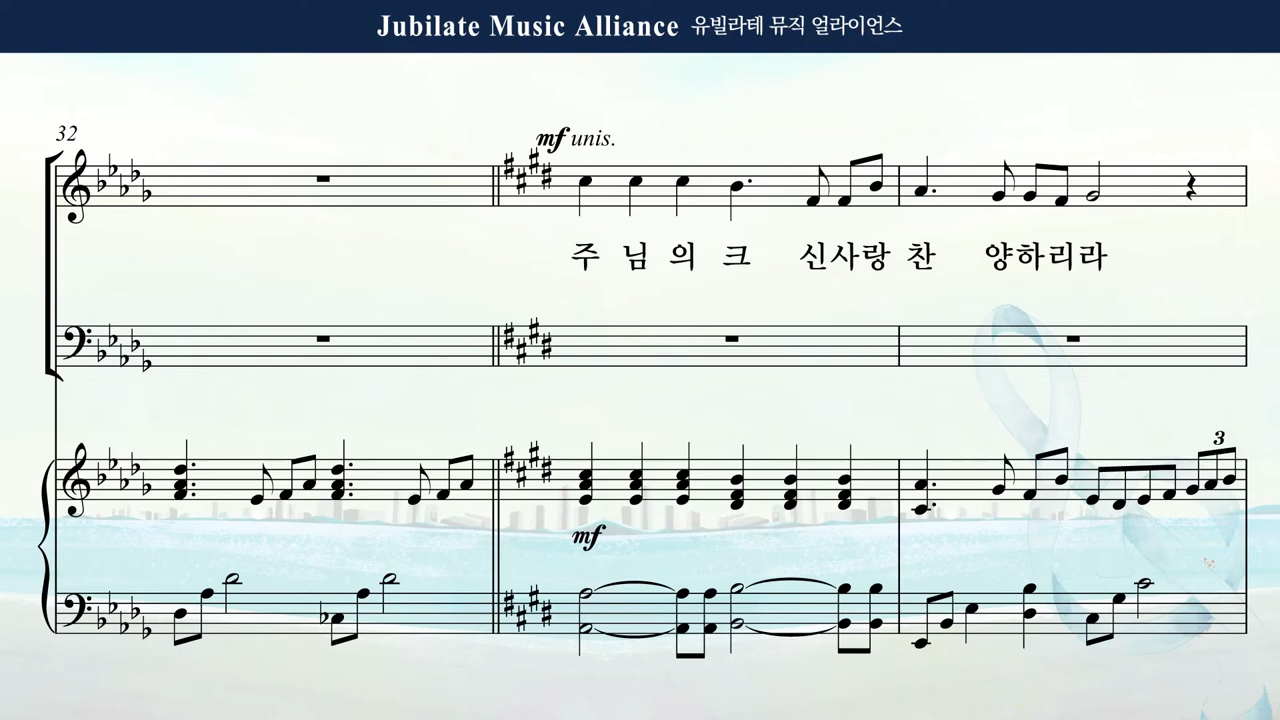 Jubilate Music Alliance 유빌라테 뮤직 얼라이언스
32
mf unis.
주 님 의 크 신사랑 찬 양하리라
3
mf